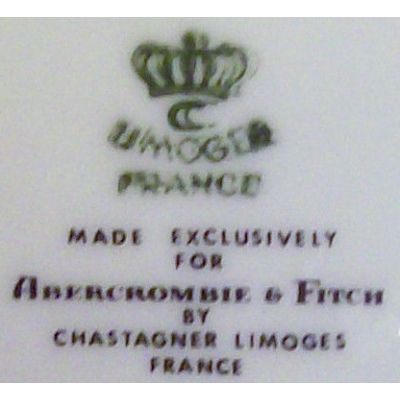 C
LIMOGES
FRANCE
MADE EXCLUSIVELY
FOR
ABERCROMBIE & FITCH
BY
CHASTAGNER LIMOGES
FRANCE